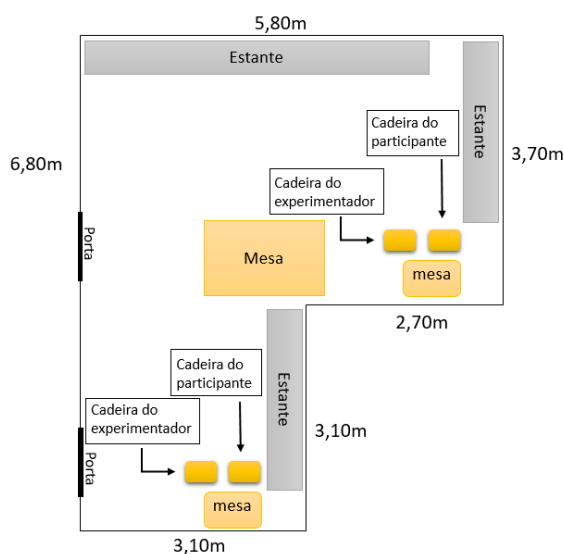 5,80m
Estante
Estante
Cadeira do
participante
3,70m
6,80m
Cadeira do
experimentador
Porta
Mesa
mesa
2,70m
Estante
Cadeira do
participante
Cadeira do
experimentador
3,10m
Porta
mesa
3,10m